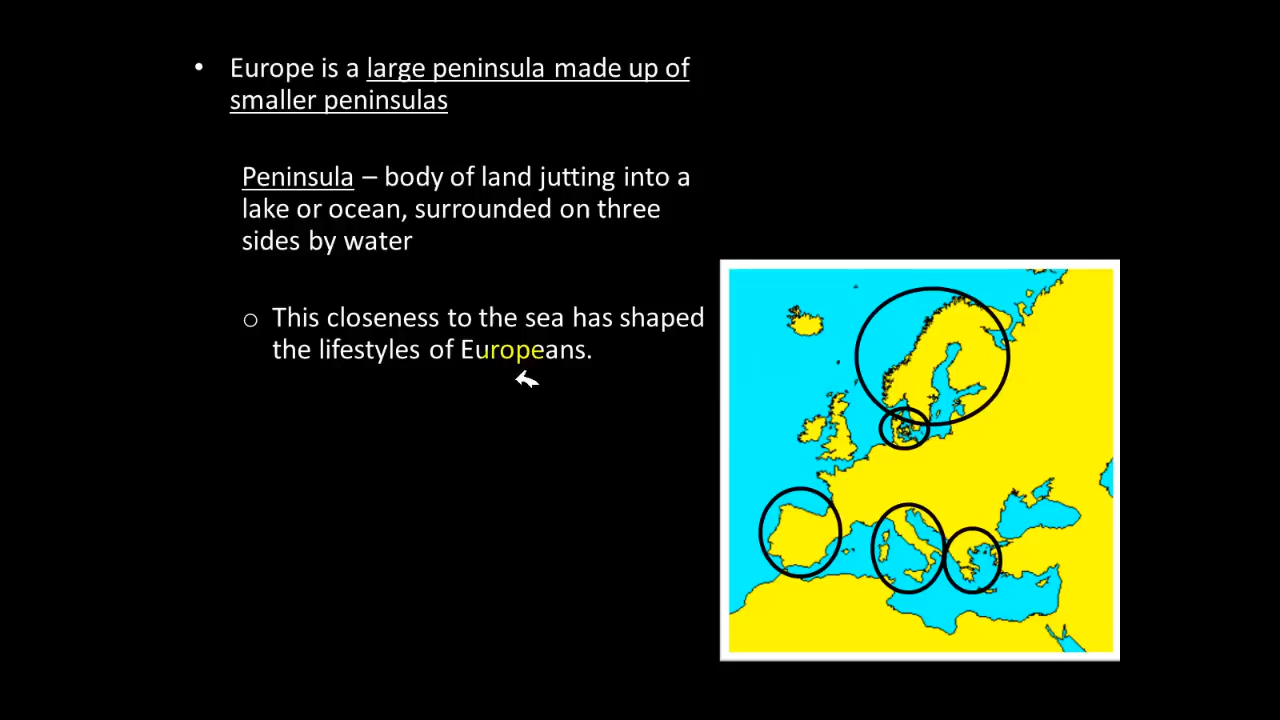 • Europe is a large peninsula made up of
smaller peninsulas
Peninsula – body of land jutting into a
lake or ocean, surrounded on three
sides by water
o This closeness to the sea has shaped
the lifestyles of Europeans.